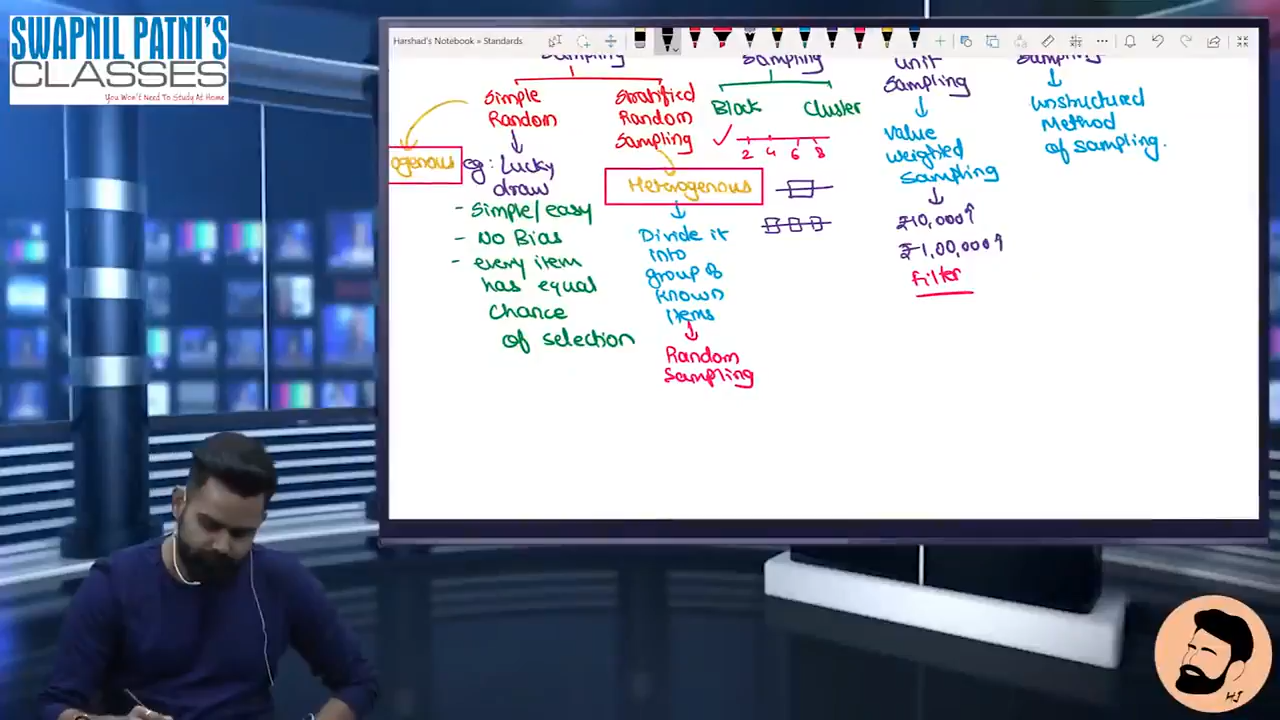 SWAPNIL PATNI'S
CLASSES
You Won't Need To Study At Home
Harshad's Notebook » Standards
Sampling
Simple
Random
eg: Lucky
draw
- Simple/easy
- No Bias
- every item
has equal
Chance
of selection
ogenous
Stratified
Random
Sampling
Heterogenous
Divide it
into
group of
known
items
Random
Sampling
Sampling
Block
Cluster
2 4 6 8
unit
Sampling
Value
weighted
Sampling
₹10,000↑
₹1,00,000↑
filter
Sampling
unstructured
Method
of sampling.
HJ